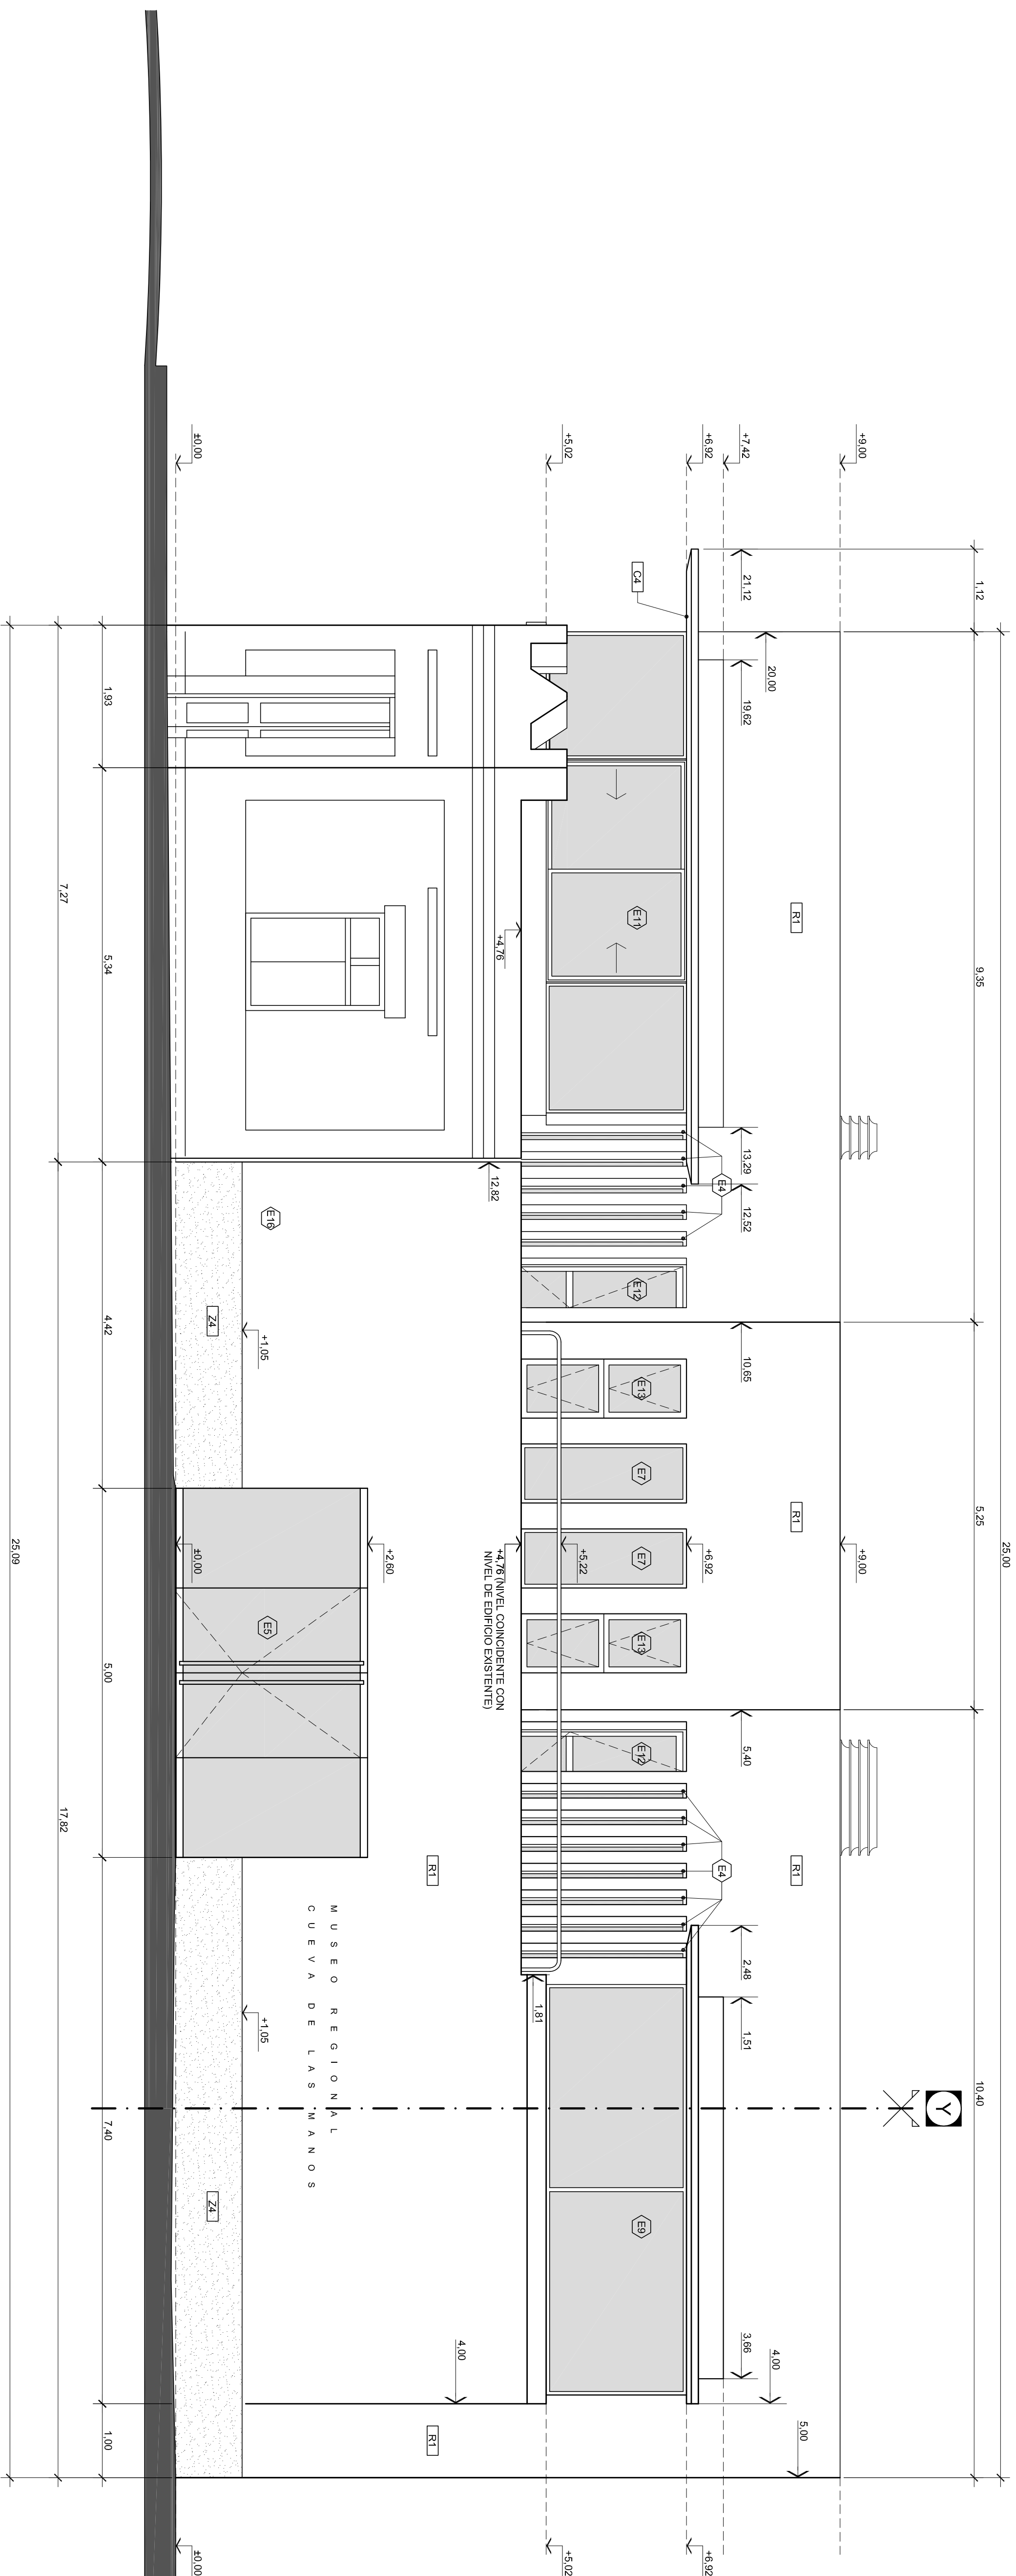 25,00
1,12
9,35
5,25
10,40
Y
+9,00
+7,42
+6,92
+5,02
±0,00
21,12
20,00
19,62
13,29
12,52
10,65
5,40
2,48
1,51
3,66
4,00
5,00
R1
R1
R1
+9,00
+6,92
+5,22
+4,76 (NIVEL COINCIDENTE CON
NIVEL DE EDIFICIO EXISTENTE)
C4
E11
E4
E12
E13
E7
E7
E13
E12
E4
E9
+4,76
12,82
1,81
4,00
R1
R1
MUSEO REGIONAL
CUEVA DE LAS MANOS
E16
+1,05
Z4
+2,60
±0,00
E5
+1,05
Z4
±0,00
+5,02
+6,92
1,93
5,34
4,42
5,00
7,40
1,00
7,27
17,82
25,09